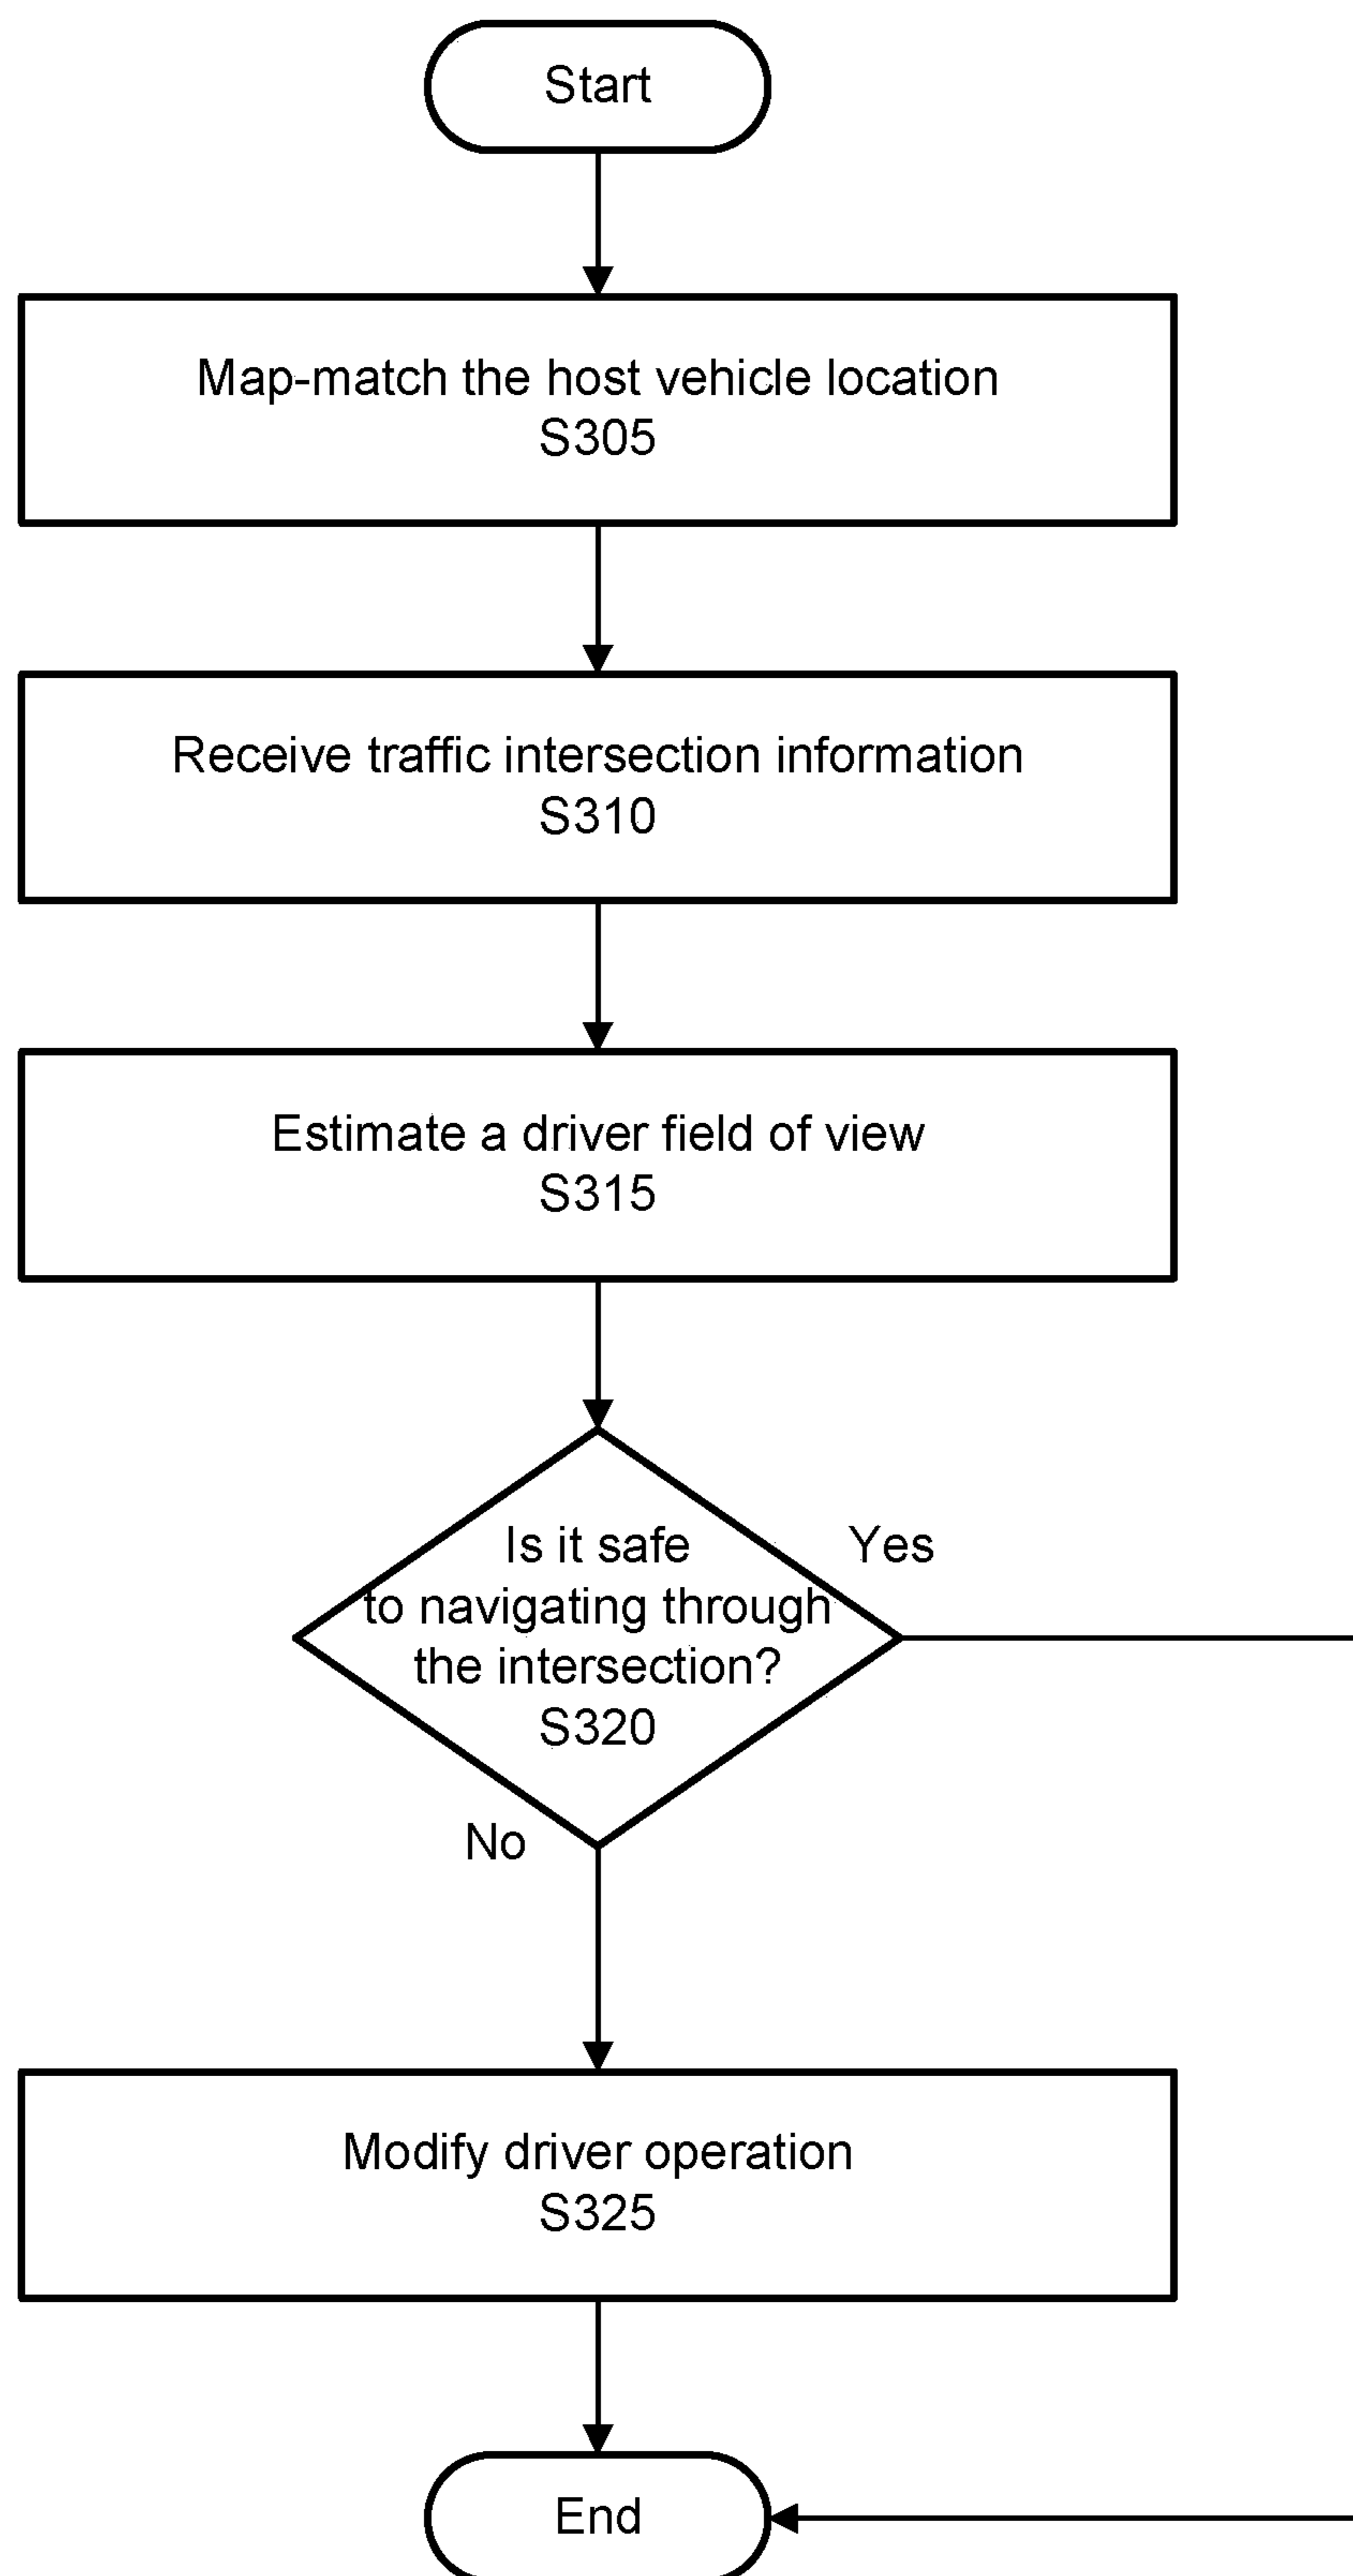 Start
Map-match the host vehicle location
S305
Receive traffic intersection information
S310
Estimate a driver field of view
S315
Is it safe
to navigating through
the intersection?
S320
Yes
No
Modify driver operation
S325
End